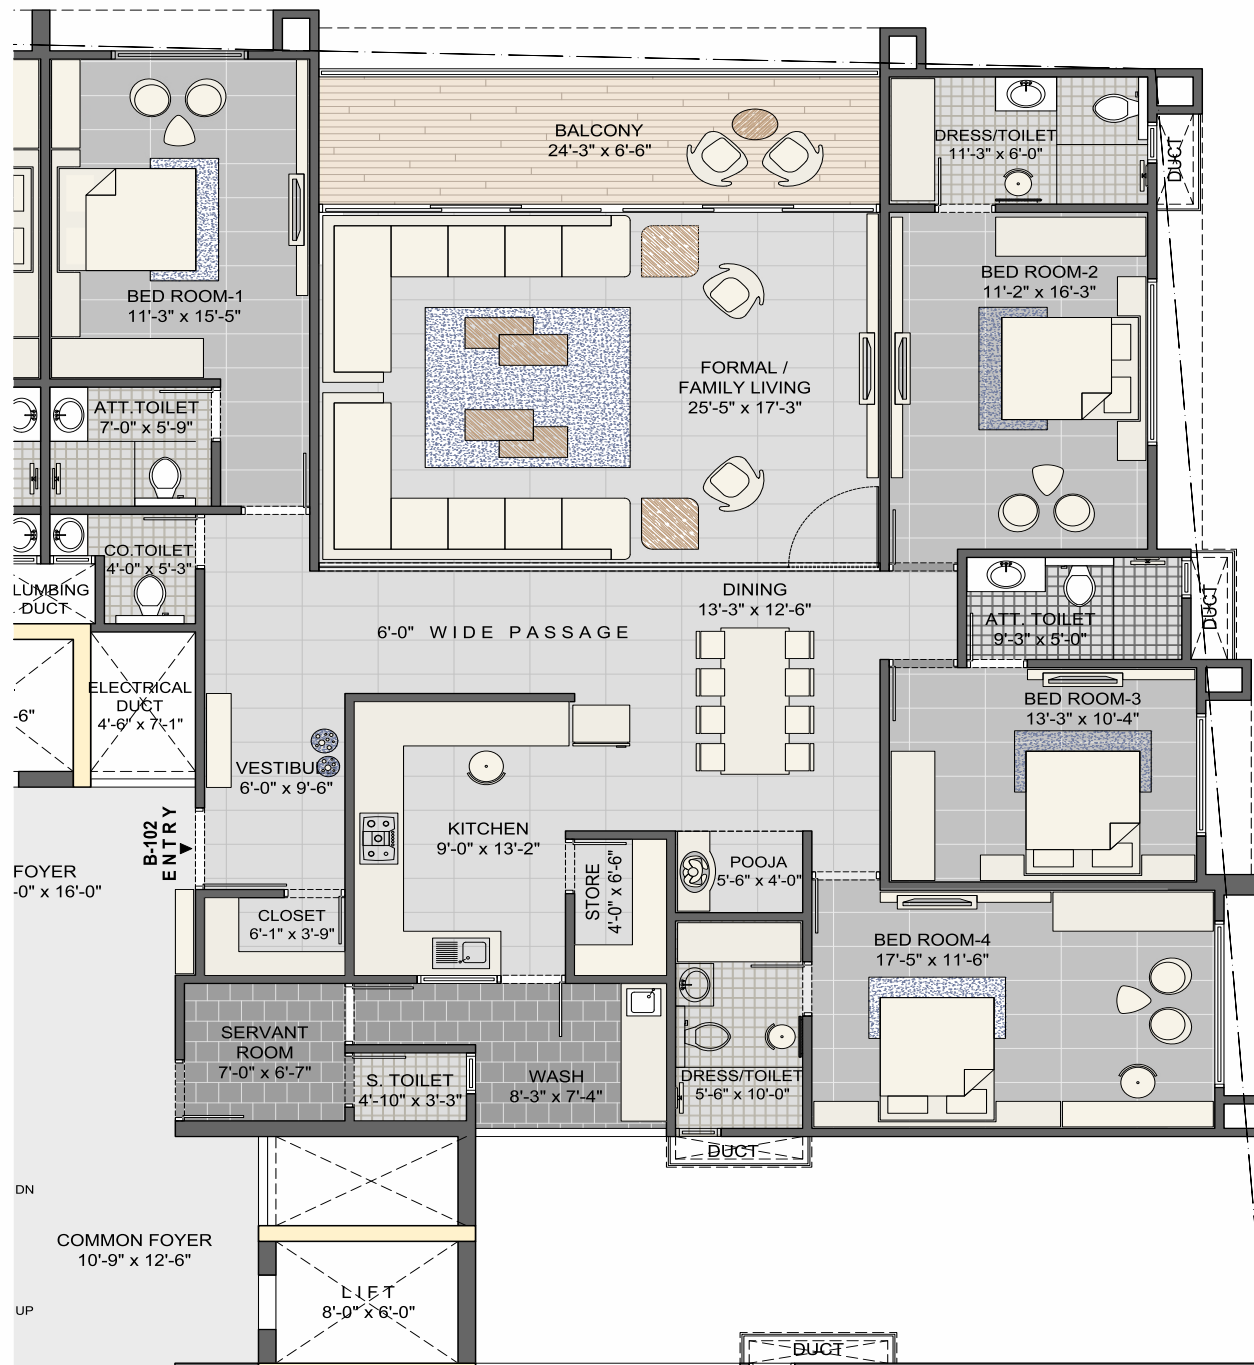 BALCONY
24'-3" x 6'-6"
DRESS/TOILET
11'-3" x 6'-0"
DUCT
BED ROOM-1
11'-3" x 15'-5"
BED ROOM-2
11'-2" x 16'-3"
FORMAL /
FAMILY LIVING
25'-5" x 17'-3"
ATT.TOILET
7'-0" x 5'-9"
CO.TOILET
4'-0" x 5'-3"
LUMBING
DUCT
DINING
13'-3" x 12'-6"
6'-0" WIDE PASSAGE
ATT. TOILET
9'-3" x 5'-0"
DUCT
ELECTRICAL
DUCT
4'-6" x 7'-1"
-6"
BED ROOM-3
13'-3" x 10'-4"
VESTIBUL
6'-0" x 9'-6"
B-102
ENTRY
KITCHEN
9'-0" x 13'-2"
FOYER
-0" x 16'-0"
STORE
4'-0" x 6'-6"
POOJA
5'-6" x 4'-0"
CLOSET
6'-1" x 3'-9"
BED ROOM-4
17'-5" x 11'-6"
SERVANT
ROOM
7'-0" x 6'-7"
S. TOILET
4'-10" x 3'-3"
WASH
8'-3" x 7'-4"
DRESS/TOILET
5'-6" x 10'-0"
DUCT
DN
COMMON FOYER
10'-9" x 12'-6"
LIFT
8'-0" x 6'-0"
UP
DUCT